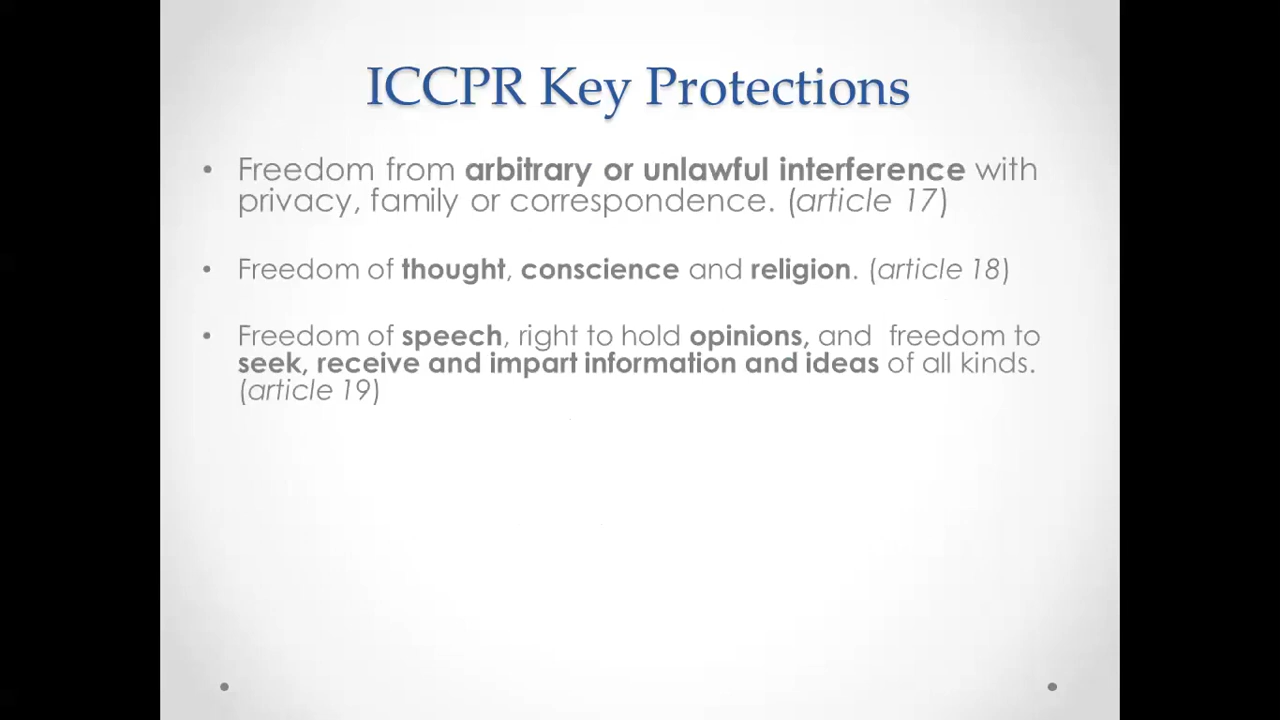 ICCPR Key Protections
• Freedom from arbitrary or unlawful interference with
privacy, family or correspondence. (article 17)
• Freedom of thought, conscience and religion. (article 18)
• Freedom of speech, right to hold opinions, and  freedom to
seek, receive and impart information and ideas of all kinds.
(article 19)